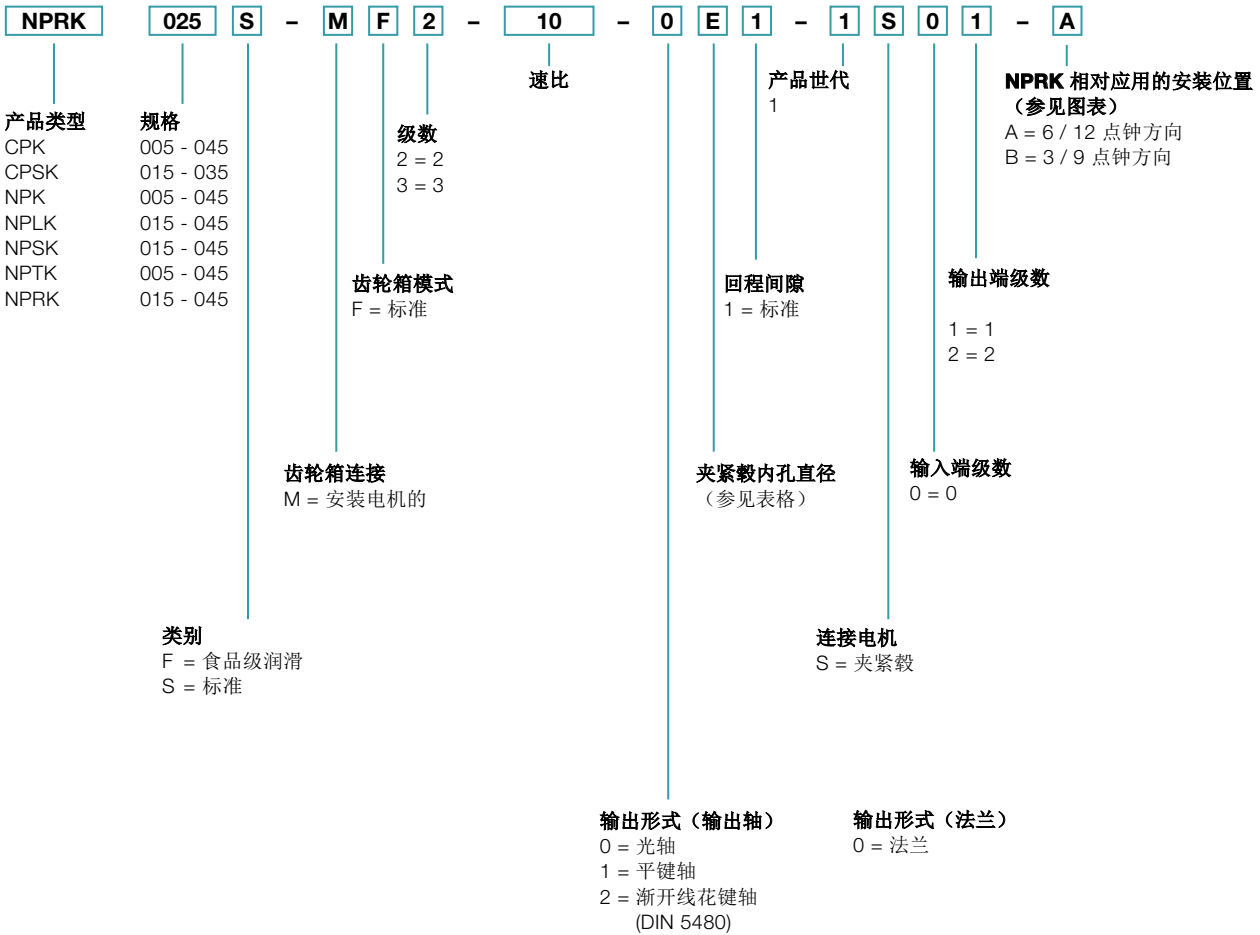 NPRK 025 S – M F 2 – 10 – 0 E 1 – 1 S 0 1 – A
产品类型
CPK
CPSK
NPK
NPLK
NPSK
NPTK
NPRK
规格
005 - 045
015 - 035
005 - 045
015 - 045
015 - 045
005 - 045
015 - 045
级数
2 = 2
3 = 3
速比
产品世代
1
NPRK 相对应用的安装位置
（参见图表）
A = 6 / 12 点钟方向
B = 3 / 9 点钟方向
齿轮箱模式
F = 标准
回程间隙
1 = 标准
输出端级数
1 = 1
2 = 2
齿轮箱连接
M = 安装电机的
夹紧毂内孔直径
（参见表格）
输入端级数
0 = 0
类别
F = 食品级润滑
S = 标准
连接电机
S = 夹紧毂
输出形式（输出轴）
0 = 光轴
1 = 平键轴
2 = 渐开线花键轴
(DIN 5480)
输出形式（法兰）
0 = 法兰